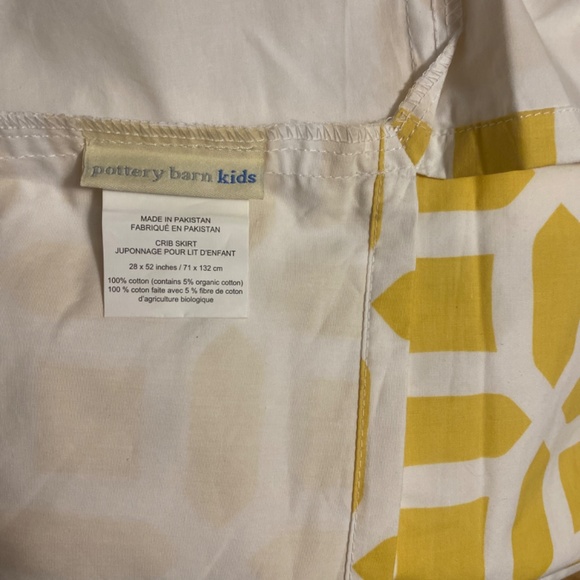 pottery barn kids
MADE IN PAKISTAN
FABRIQUÉ EN PAKISTAN
CRIB SKIRT
JUPONNAGE POUR LIT D'ENFANT
28 x 52 inches / 71 x 132 cm
100% cotton (contains 5% organic cotton)
100 % coton faite avec 5 % fibre de coton
d'agriculture biologique